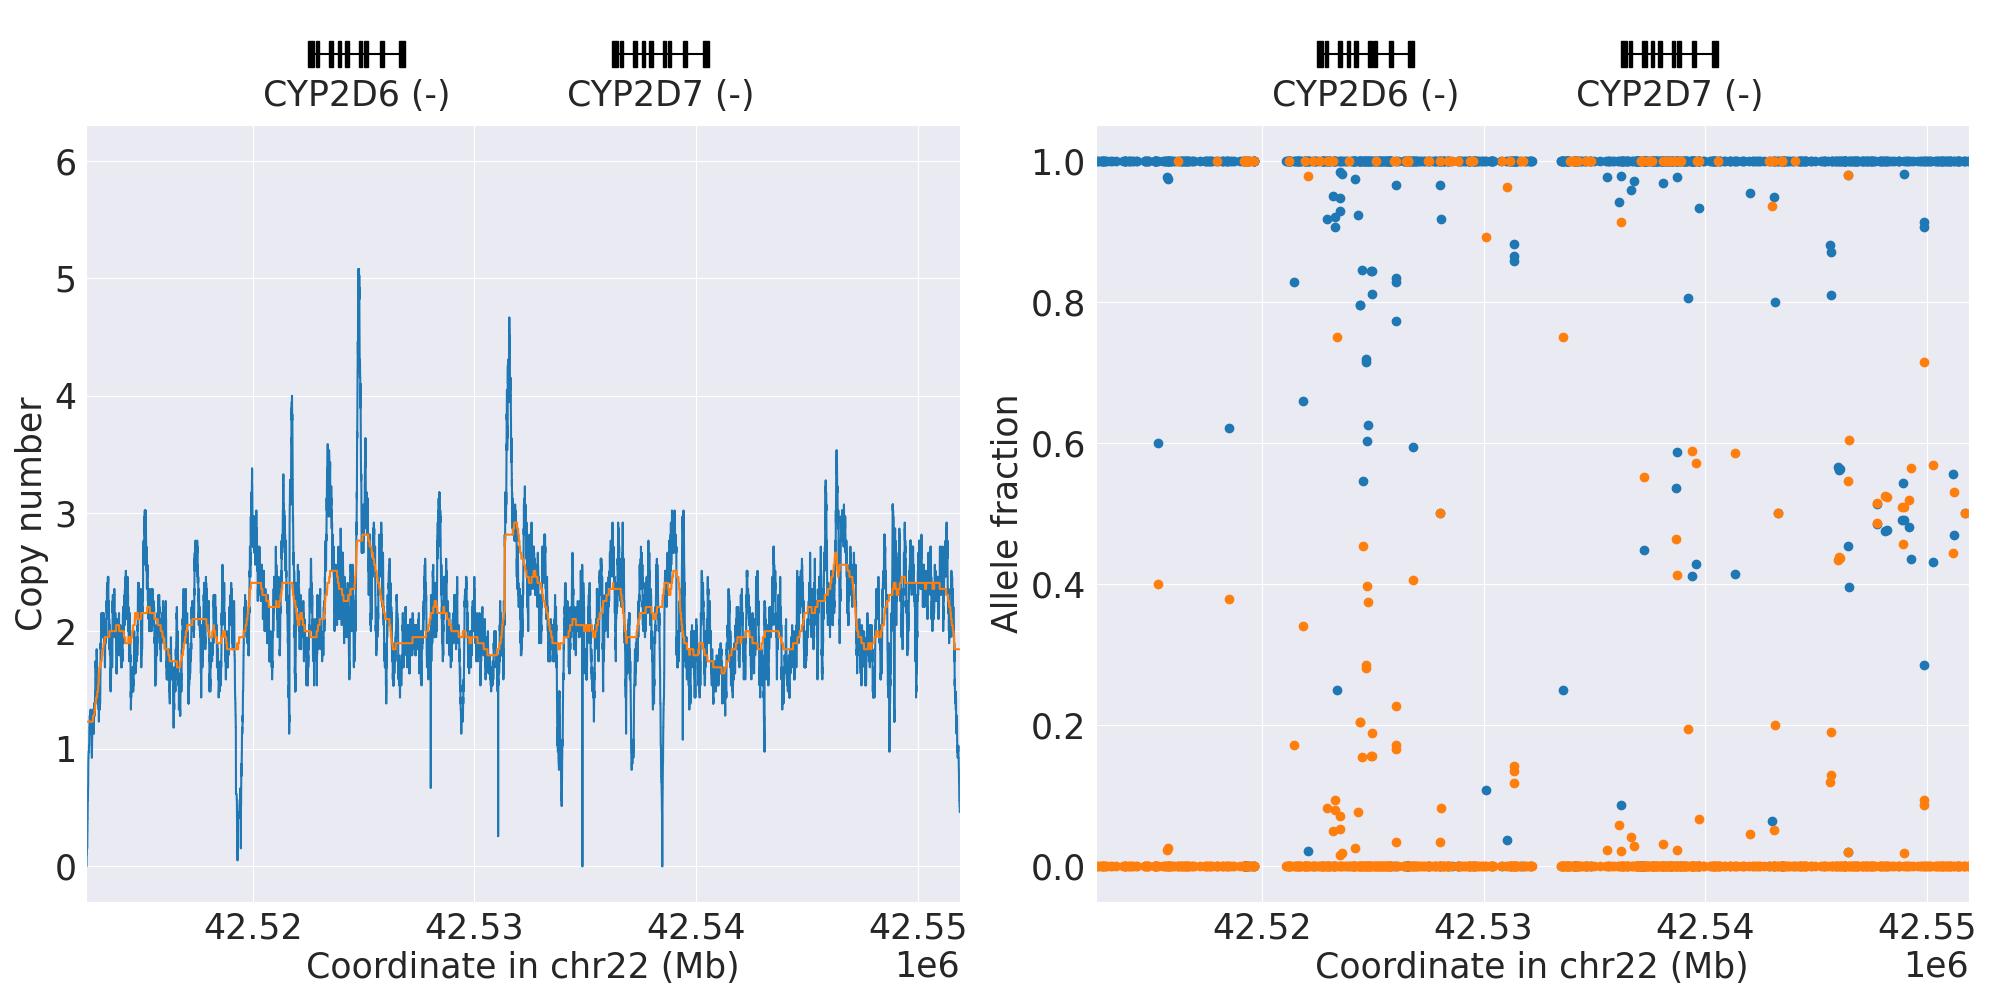 CYP2D6 (-) CYP2D7 (-)
6
5
4
3
2
1
0
Copy number
42.52 42.53 42.54 42.55
Coordinate in chr22 (Mb) 1e6
CYP2D6 (-) CYP2D7 (-)
1.0
0.8
0.6
0.4
0.2
0.0
Allele fraction
42.52 42.53 42.54 42.55
Coordinate in chr22 (Mb) 1e6